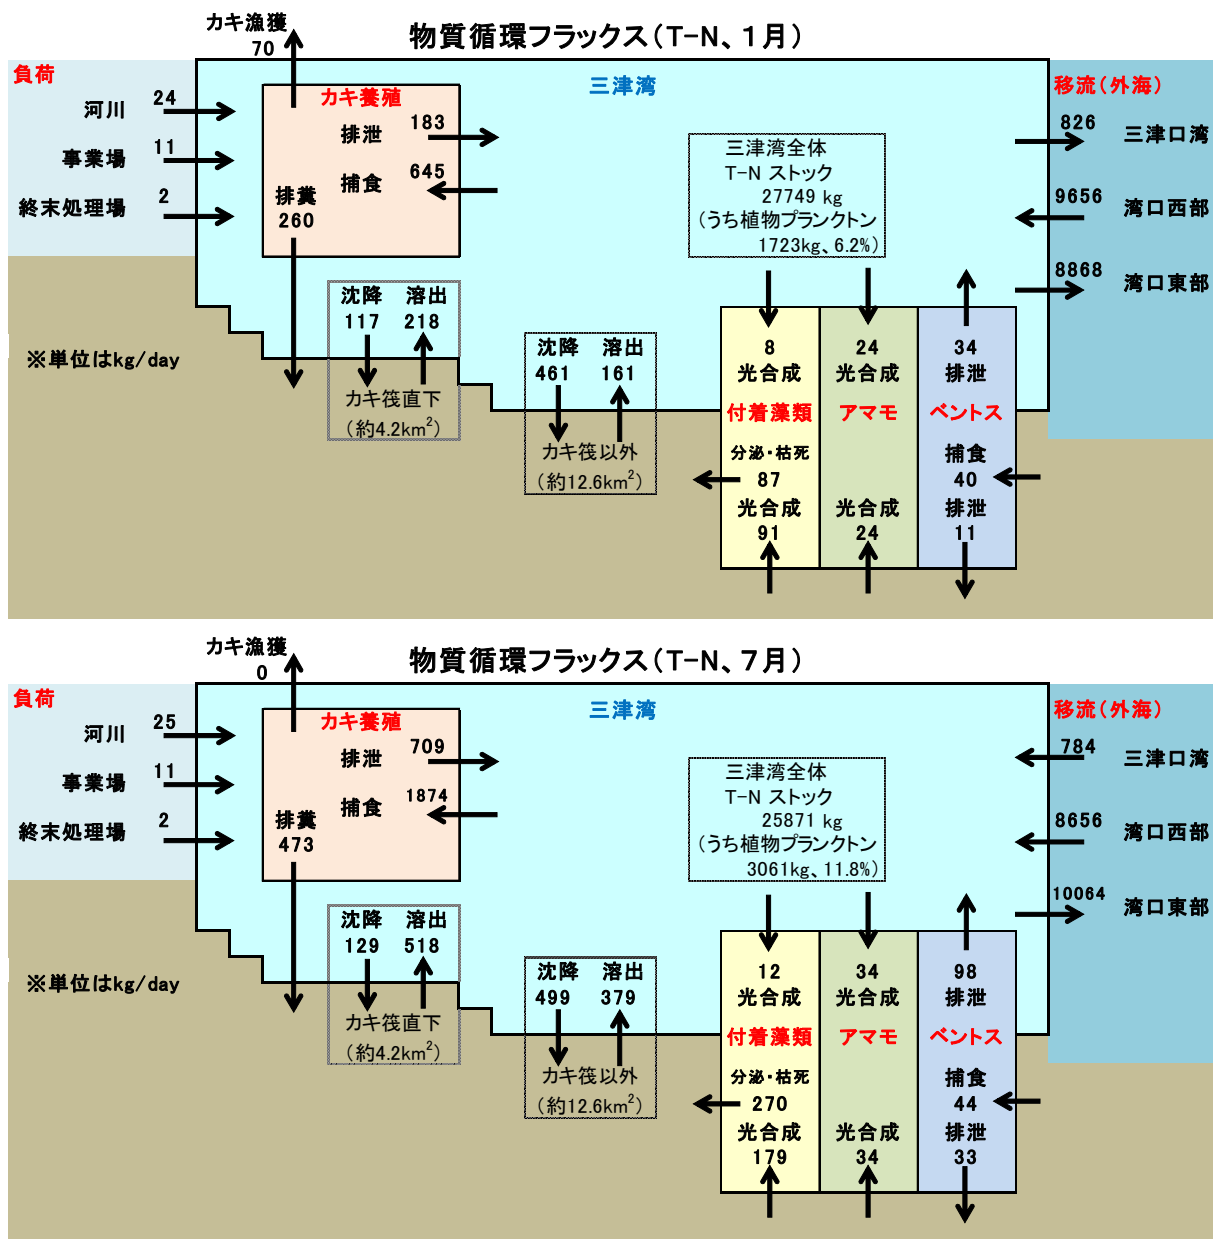 カキ漁獲
70
物質循環フラックス(T-N、1月)
負荷
河川
24
事業場
11
終末処理場
2
カキ養殖
排泄
183
捕食
645
排糞
260
三津湾
三津湾全体
T-N ストック
27749 kg
(うち植物プランクトン
1723kg、6.2%)
移流(外海)
826
三津口湾
9656
湾口西部
8868
湾口東部
※単位はkg/day
沈降 溶出
117 218
カキ筏直下
(約4.2km²)
沈降 溶出
461 161
カキ筏以外
(約12.6km²)
8
光合成
付着藻類
分泌・枯死
87
光合成
91
24
光合成
アマモ
光合成
24
34
排泄
ベントス
捕食
40
排泄
11
カキ漁獲
0
物質循環フラックス(T-N、7月)
負荷
河川
25
事業場
11
終末処理場
2
カキ養殖
排泄
709
捕食
1874
排糞
473
三津湾
三津湾全体
T-N ストック
25871 kg
(うち植物プランクトン
3061kg、11.8%)
移流(外海)
784
三津口湾
8656
湾口西部
10064
湾口東部
※単位はkg/day
沈降 溶出
129 518
カキ筏直下
(約4.2km²)
沈降 溶出
499 379
カキ筏以外
(約12.6km²)
12
光合成
付着藻類
分泌・枯死
270
光合成
179
34
光合成
アマモ
光合成
34
98
排泄
ベントス
捕食
44
排泄
33